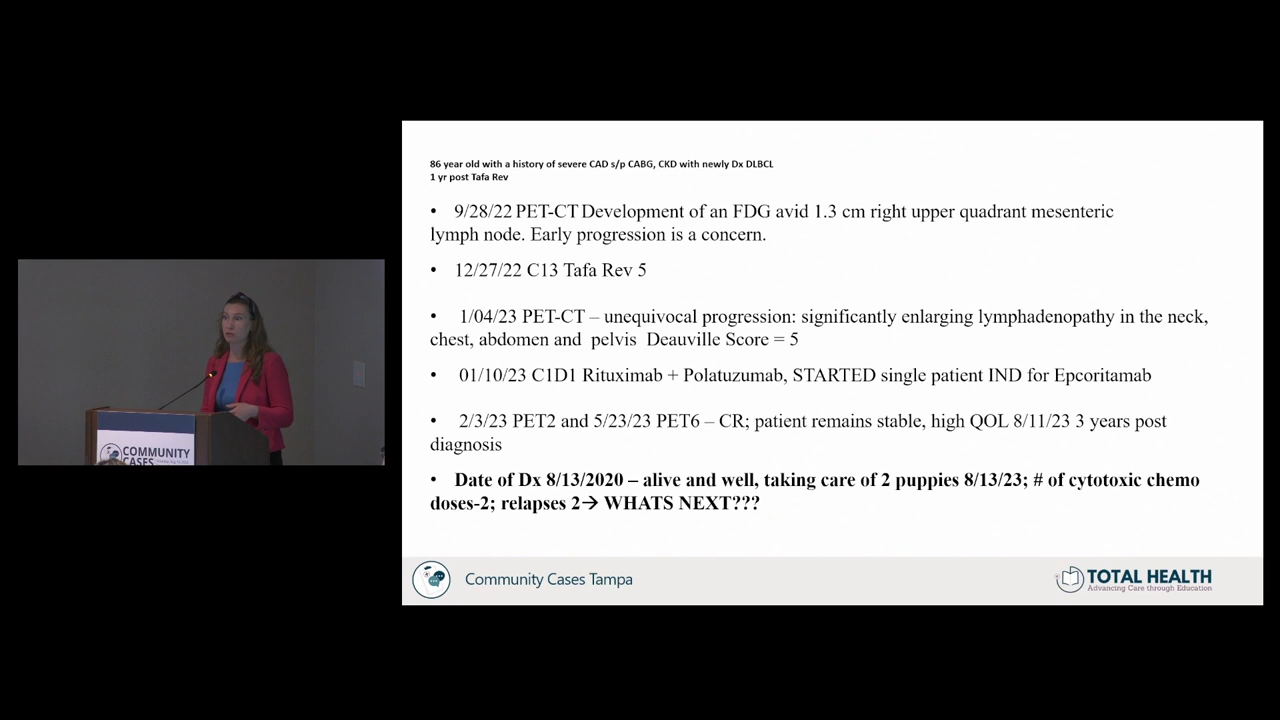 86 year old with a history of severe CAD s/p CABG, CKD with newly Dx DLBCL
1 yr post Tafa Rev
• 9/28/22 PET-CT Development of an FDG avid 1.3 cm right upper quadrant mesenteric
lymph node. Early progression is a concern.
• 12/27/22 C13 Tafa Rev 5
• 1/04/23 PET-CT – unequivocal progression: significantly enlarging lymphadenopathy in the neck,
chest, abdomen and pelvis Deauville Score = 5
• 01/10/23 C1D1 Rituximab + Polatuzumab, STARTED single patient IND for Epcoritamab
• 2/3/23 PET2 and 5/23/23 PET6 – CR; patient remains stable, high QOL 8/11/23 3 years post
diagnosis
• Date of Dx 8/13/2020 – alive and well, taking care of 2 puppies 8/13/23; # of cytotoxic chemo
doses-2; relapses 2→ WHATS NEXT???
Community Cases Tampa
TOTAL HEALTH
Advancing Care through Education
COMMUNITY
CASES